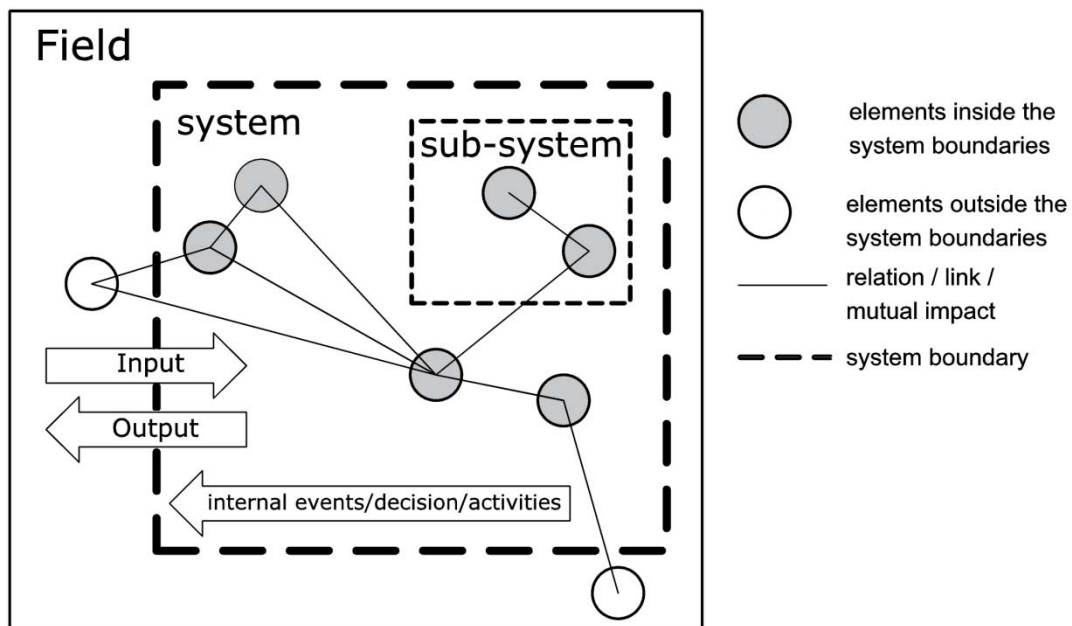 Field
system
sub-system
Input
Output
internal events/decision/activities
elements inside the
system boundaries
elements outside the
system boundaries
relation / link /
mutual impact
system boundary